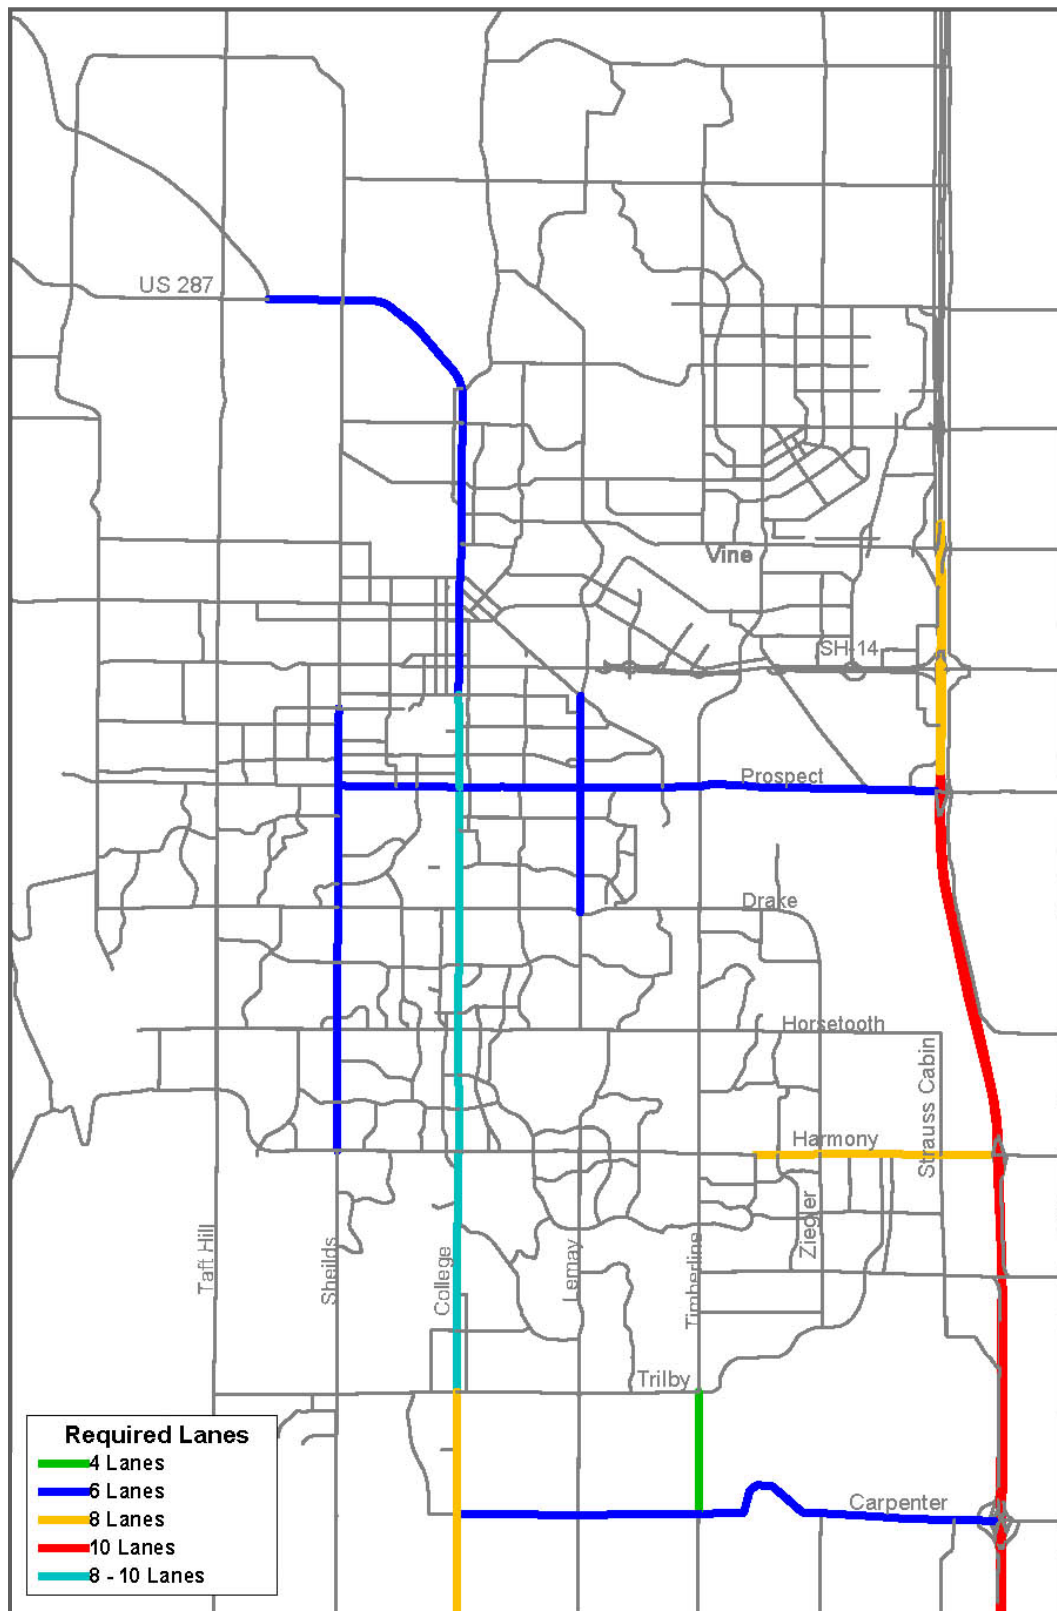 US 287
Vine
SH-14
Prospect
Drake
Horsetooth
Strauss Cabin
Harmony
Ziegler
Taft Hill
Sheilds
College
Lemay
Timberline
Trilby
Carpenter
Required Lanes
4 Lanes
6 Lanes
8 Lanes
10 Lanes
8 - 10 Lanes